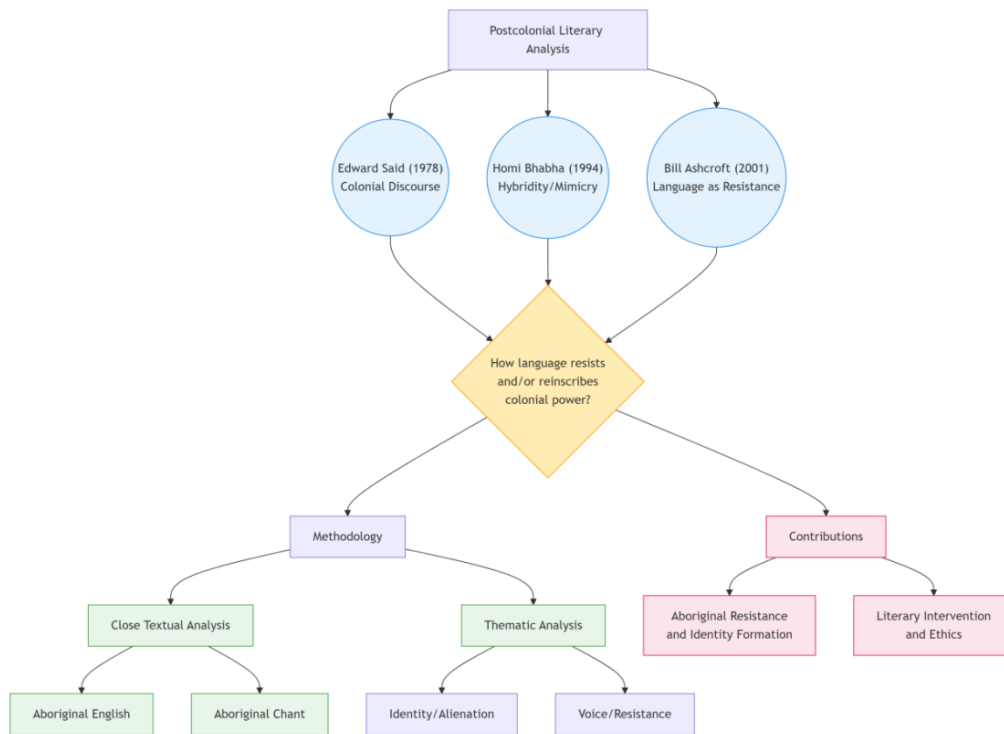 Postcolonial Literary
Analysis
Edward Said (1978)
Colonial Discourse
Homi Bhabha (1994)
Hybridity/Mimicry
Bill Ashcroft (2001)
Language as Resistance
How language resists
and/or reinscribes
colonial power?
Methodology
Contributions
Close Textual Analysis
Thematic Analysis
Aboriginal Resistance
and Identity Formation
Literary Intervention
and Ethics
Aboriginal English
Aboriginal Chant
Identity/Alienation
Voice/Resistance